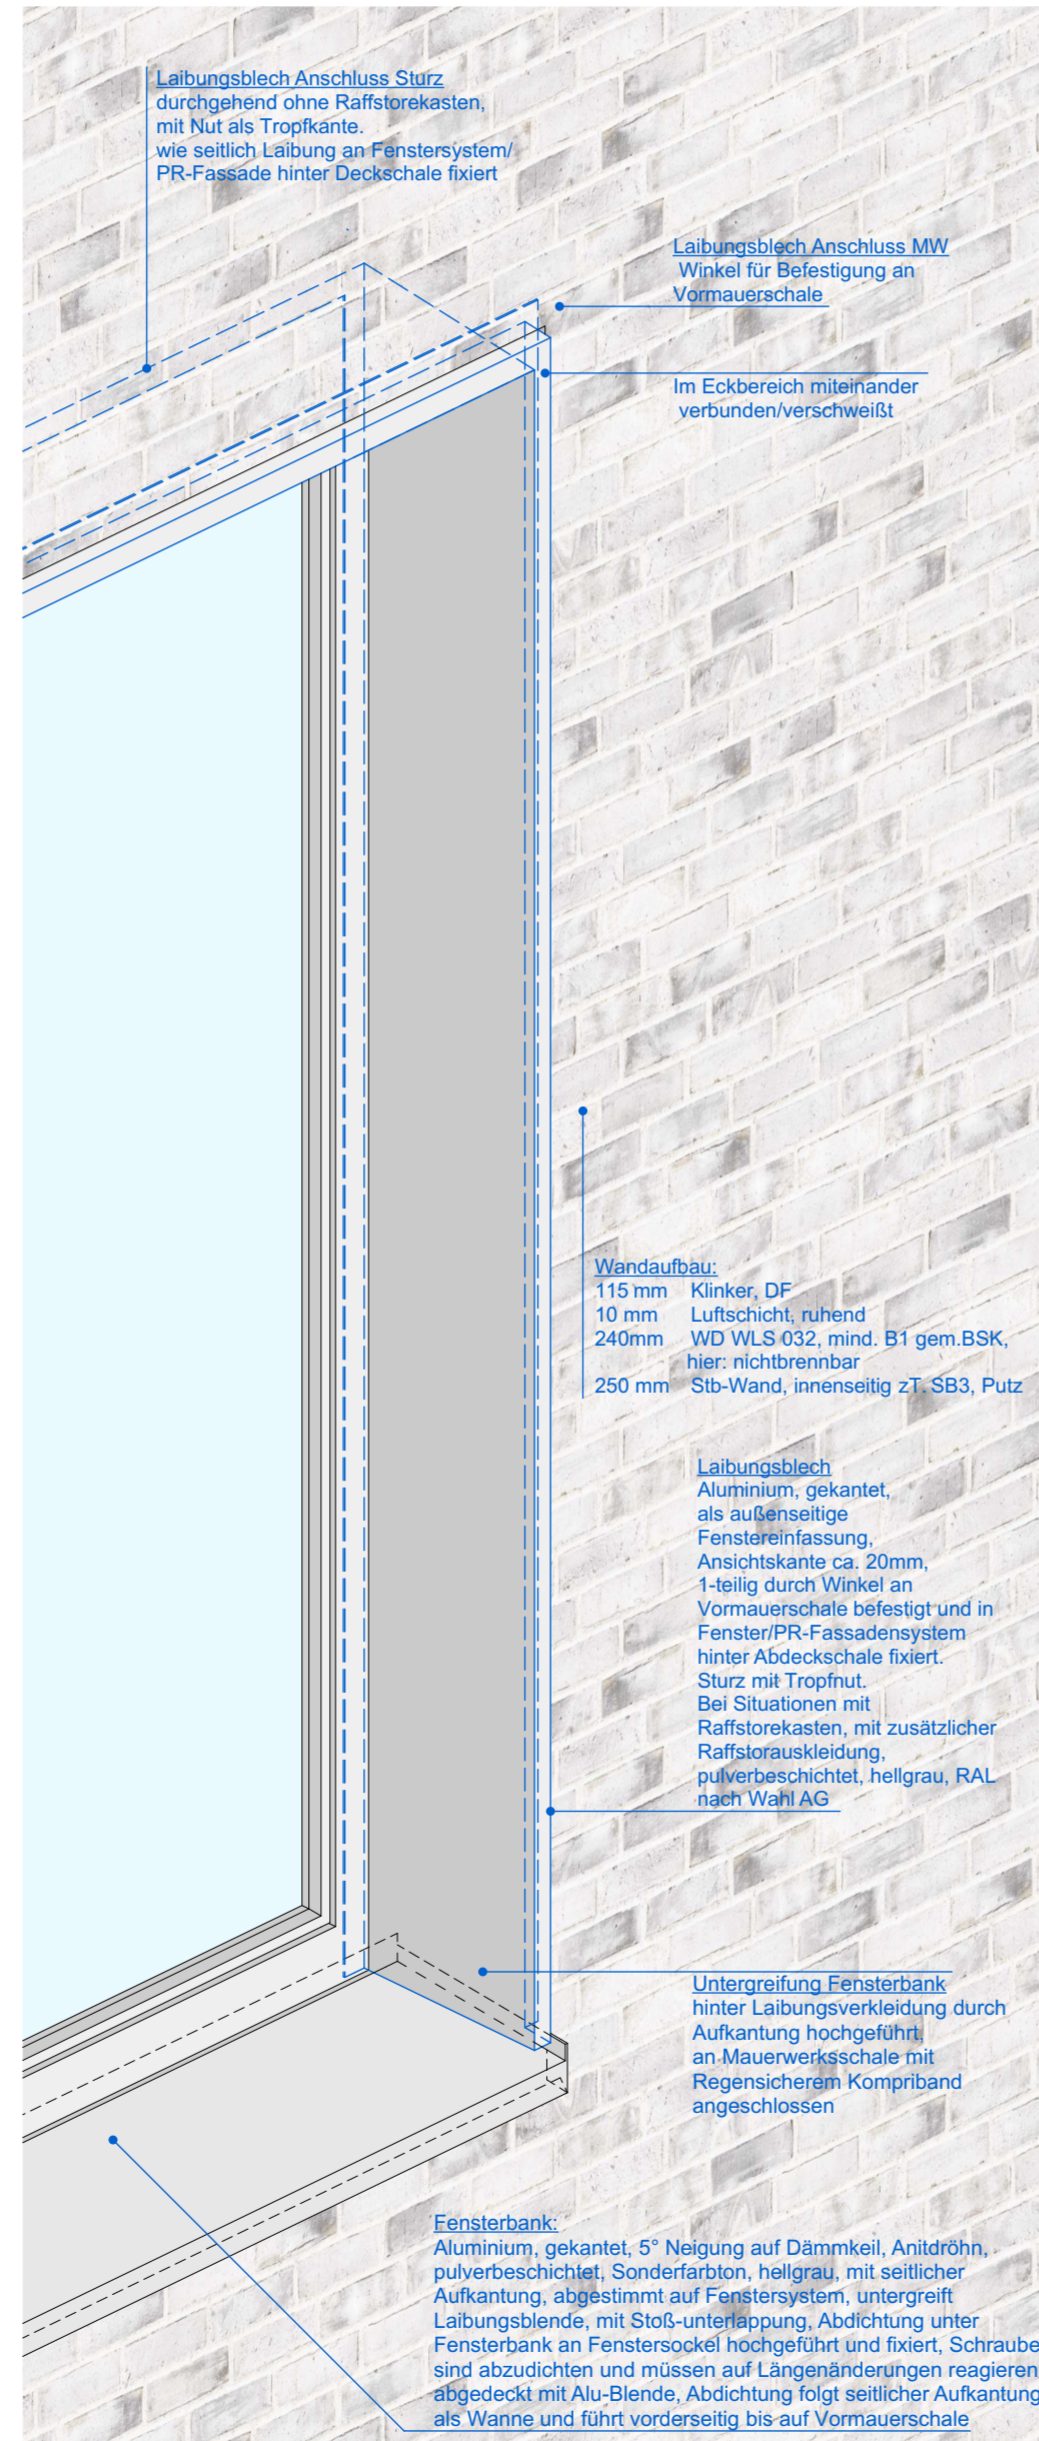 Laibungsblech Anschluss Sturz
durchgehend ohne Raffstorekasten,
mit Nut als Tropfkante.
wie seitlich Laibung an Fenstersystem/
PR-Fassade hinter Deckschale fixiert
Laibungsblech Anschluss MW
Winkel für Befestigung an
Vormauerschale
Im Eckbereich miteinander
verbunden/verschweißt
Wandaufbau:
115 mm Klinker, DF
10 mm Luftschicht, ruhend
240mm WD WLS 032, mind. B1 gem.BSK,
hier: nichtbrennbar
250 mm Stb-Wand, innenseitig zT. SB3, Putz
Laibungsblech
Aluminium, gekantet,
als außenseitige
Fenstereinfassung,
Ansichtskante ca. 20mm,
1-teilig durch Winkel an
Vormauerschale befestigt und in
Fenster/PR-Fassadensystem
hinter Abdeckschale fixiert.
Sturz mit Tropfnut.
Bei Situationen mit
Raffstorekasten, mit zusätzlicher
Raffstorauskleidung,
pulverbeschichtet, hellgrau, RAL
nach Wahl AG
Untergreifung Fensterbank
hinter Laibungsverkleidung durch
Aufkantung hochgeführt,
an Mauerwerksschale mit
Regensicherem Kompriband
angeschlossen
Fensterbank:
Aluminium, gekantet, 5° Neigung auf Dämmkeil, Anitdröhn,
pulverbeschichtet, Sonderfarbton, hellgrau, mit seitlicher
Aufkantung, abgestimmt auf Fenstersystem, untergreift
Laibungsblende, mit Stoß-unterlappung, Abdichtung unter
Fensterbank an Fenstersockel hochgeführt und fixiert, Schraube
sind abzudichten und müssen auf Längenänderungen reagieren,
abgedeckt mit Alu-Blende, Abdichtung folgt seitlicher Aufkantung
als Wanne und führt vorderseitig bis auf Vormauerschale